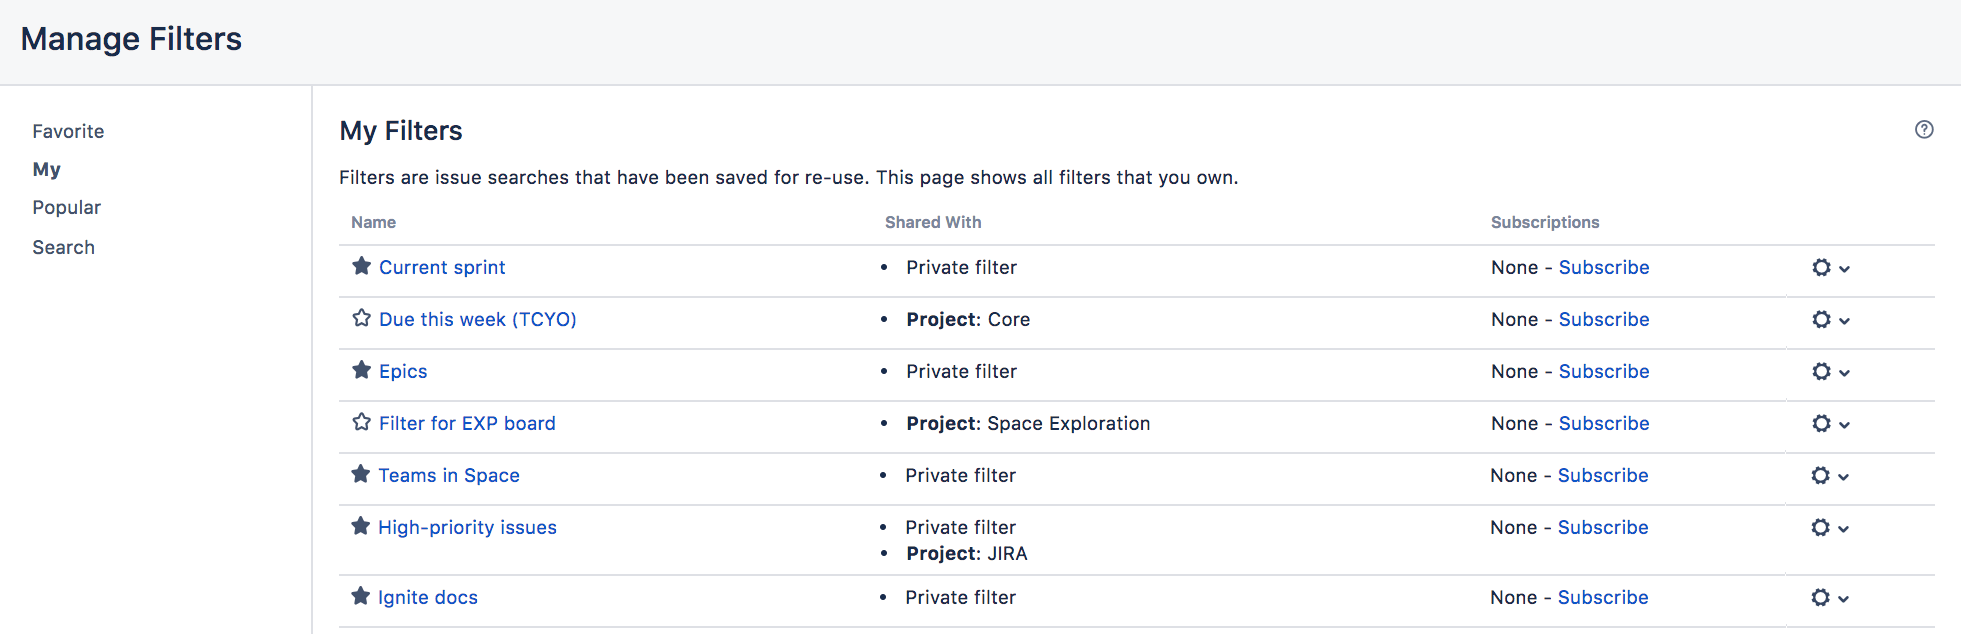 Manage Filters
Favorite
My
Popular
Search
My Filters
Filters are issue searches that have been saved for re-use. This page shows all filters that you own.
Name Shared With Subscriptions
Current sprint • Private filter None - Subscribe
Due this week (TCYO) • Project: Core None - Subscribe
Epics • Private filter None - Subscribe
Filter for EXP board • Project: Space Exploration None - Subscribe
Teams in Space • Private filter None - Subscribe
High-priority issues • Private filter None - Subscribe
• Project: JIRA
Ignite docs • Private filter None - Subscribe